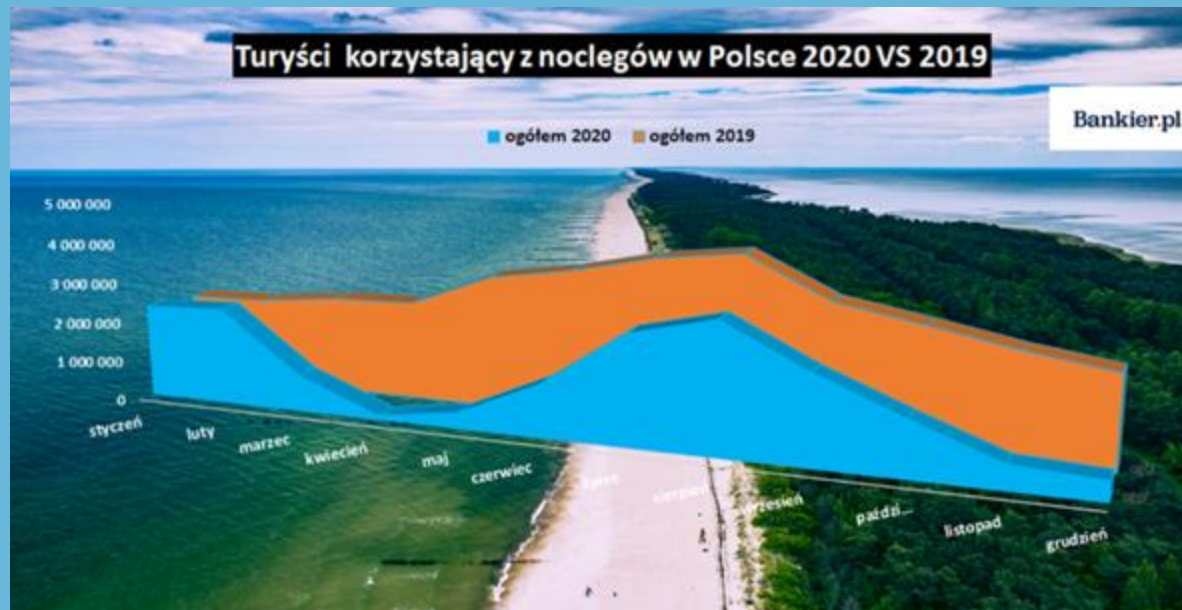 Turyści korzystający z noclegów w Polsce 2020 VS 2019
Bankier.pl
ogółem 2020 ogółem 2019
5 000 000
4 000 000
3 000 000
2 000 000
1 000 000
0
styczeń
luty
marzec
kwiecień
maj
czerwiec
lipiec
sierpień
wrzesień
paździ...
listopad
grudzień